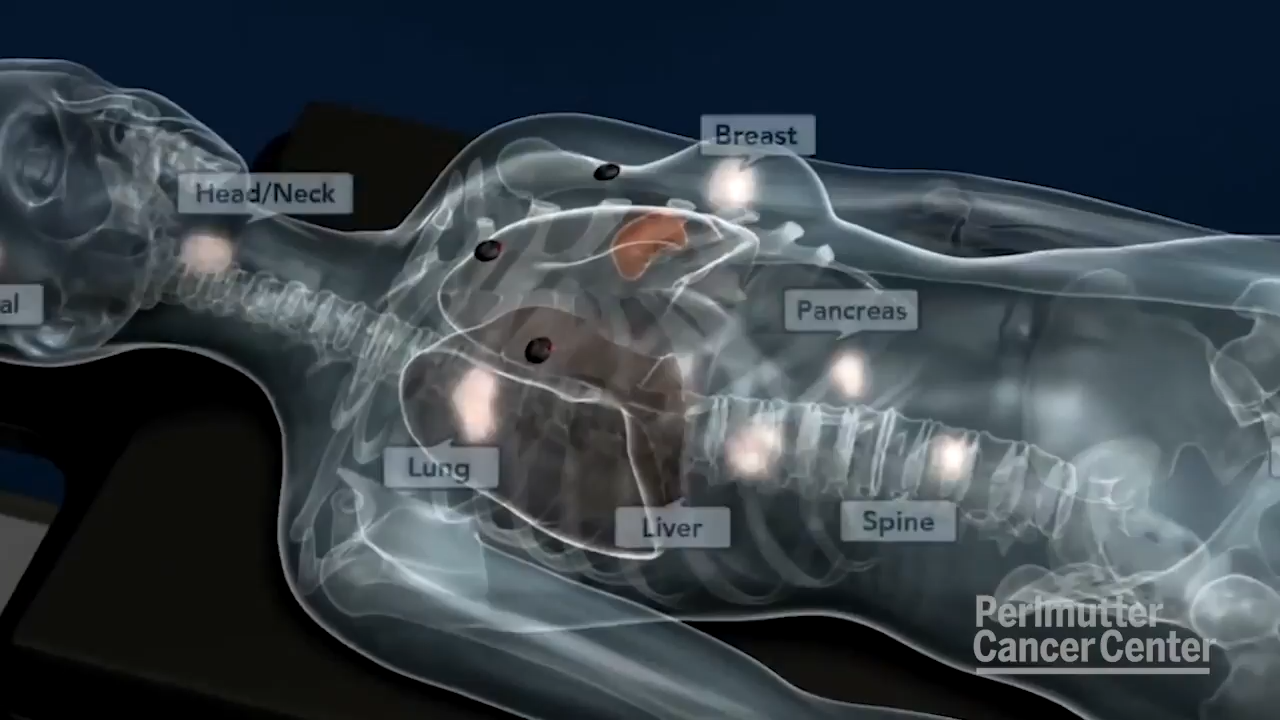 Breast
Head/Neck
al
Pancreas
Lung
Liver
Spine
Perlmutter
Cancer Center